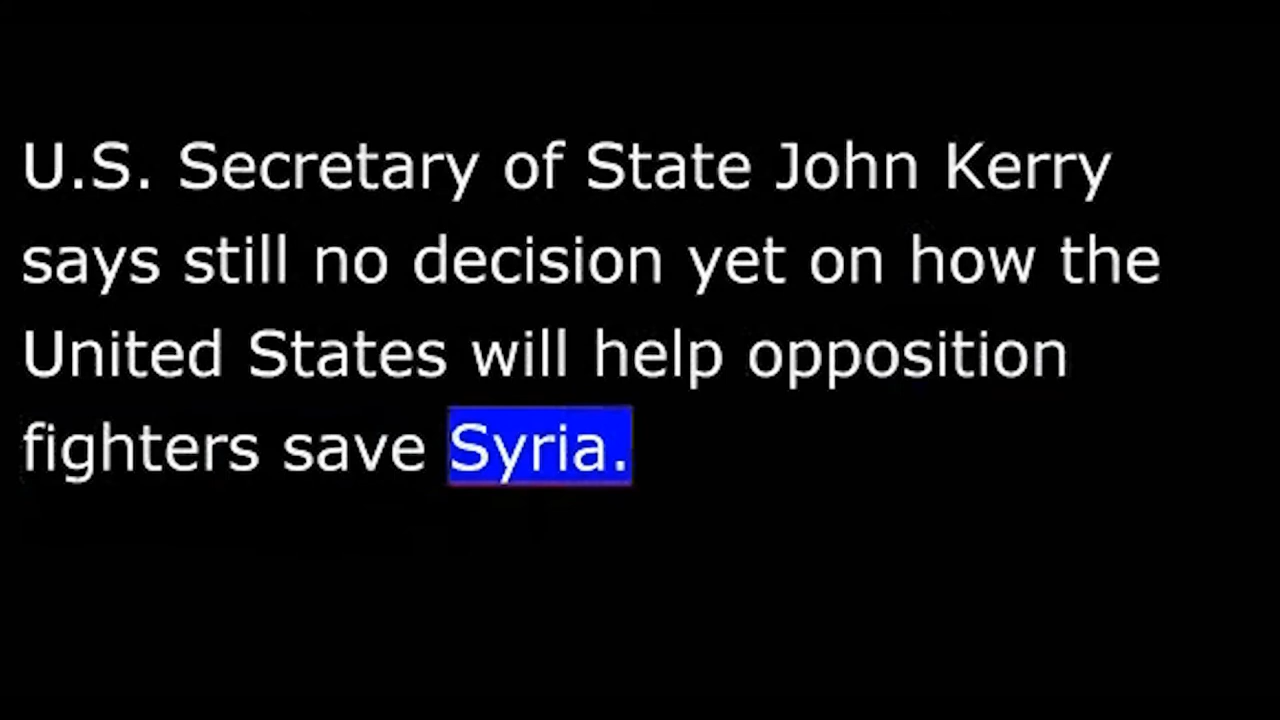 U.S. Secretary of State John Kerry
says still no decision yet on how the
United States will help opposition
fighters save Syria.